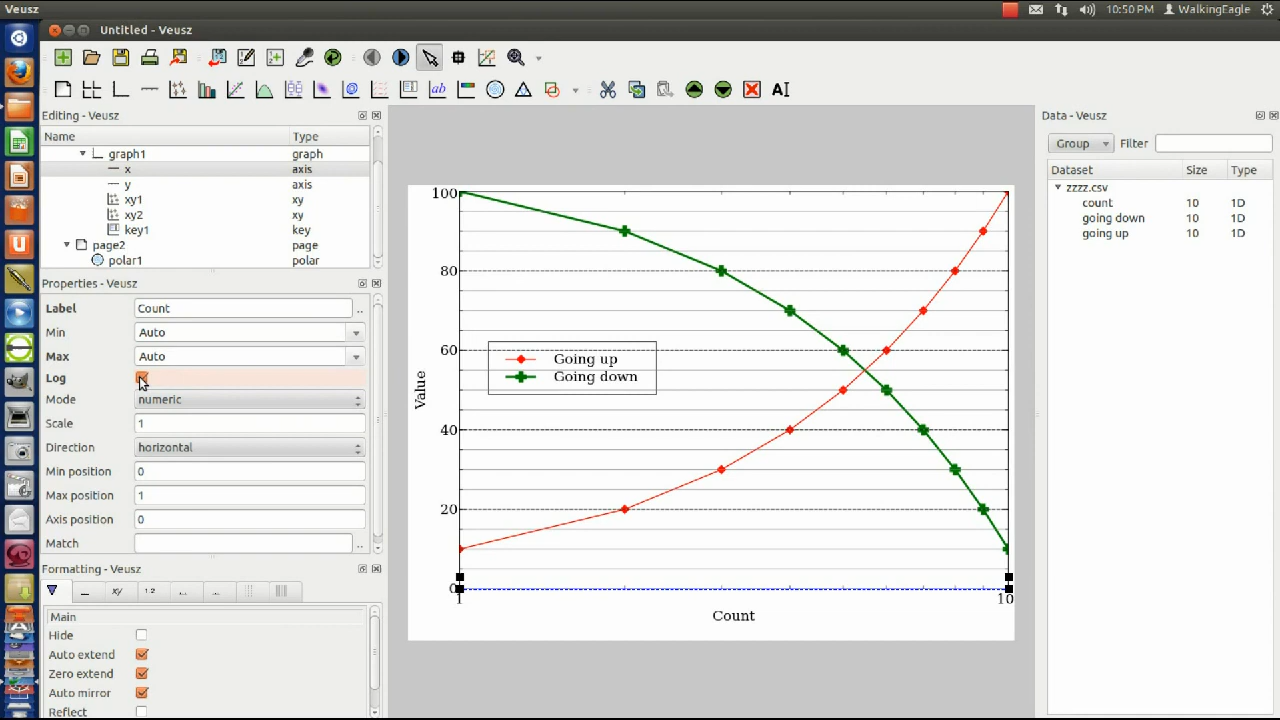 Veusz
10:50 PM WalkingEagle
Untitled - Veusz
ab AI
Editing - Veusz
Name Type
graph1 graph
x axis
y axis
xy1 xy
xy2 xy
key1 key
page2 page
polar1 polar
Properties - Veusz
Label Count ..
Min Auto
Max Auto
Log
Mode numeric
Scale 1
Direction horizontal
Min position 0
Max position 1
Axis position 0
Match ..
Formatting - Veusz
xy 1.2
Main
Hide
Auto extend
Zero extend
Auto mirror
Reflect
100
80
60
40
20
0
Value
Going up
Going down
1 10
Count
Data - Veusz
Group Filter
Dataset Size Type
zzzz.csv
count 10 1D
going down 10 1D
going up 10 1D